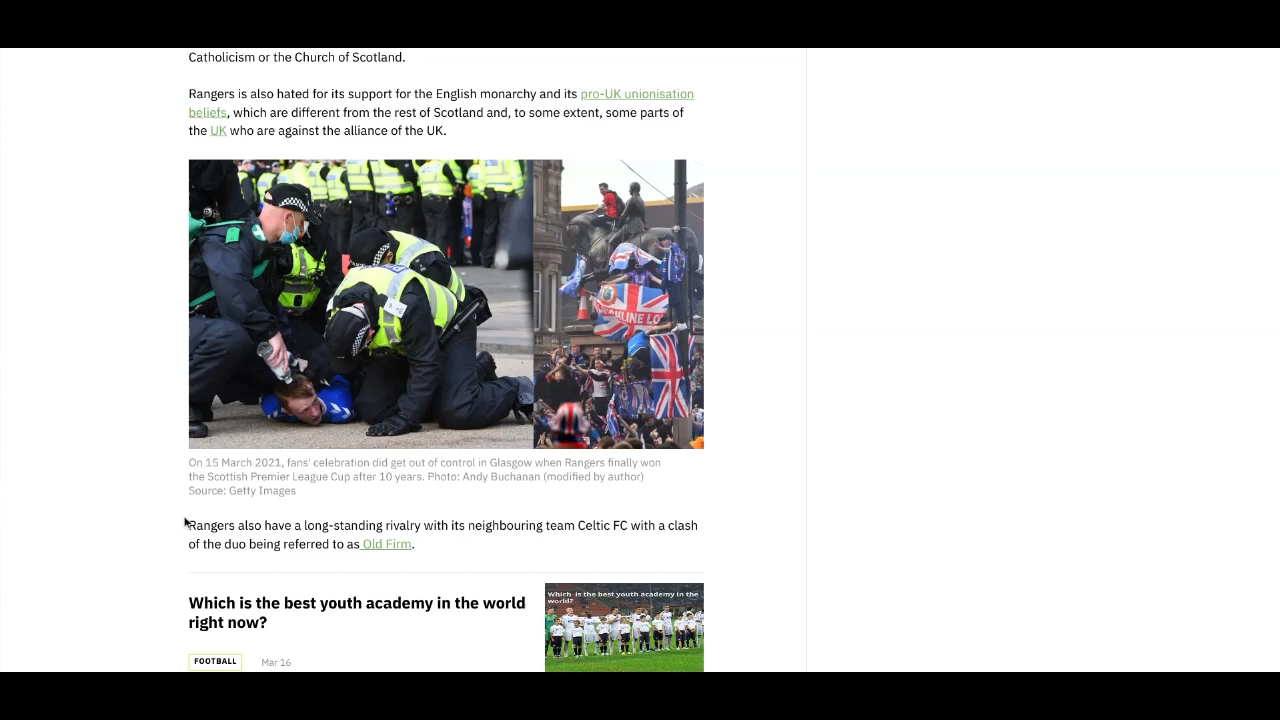 Catholicism or the Church of Scotland.
Rangers is also hated for its support for the English monarchy and its pro-UK unionisation
beliefs, which are different from the rest of Scotland and, to some extent, some parts of
the UK who are against the alliance of the UK.
On 15 March 2021, fans' celebration did get out of control in Glasgow when Rangers finally won
the Scottish Premier League Cup after 10 years. Photo: Andy Buchanan (modified by author)
Source: Getty Images
Rangers also have a long-standing rivalry with its neighbouring team Celtic FC with a clash
of the duo being referred to as Old Firm.
Which is the best youth academy in the world
right now?
Which is the best youth academy in the
world?
FOOTBALL Mar 16